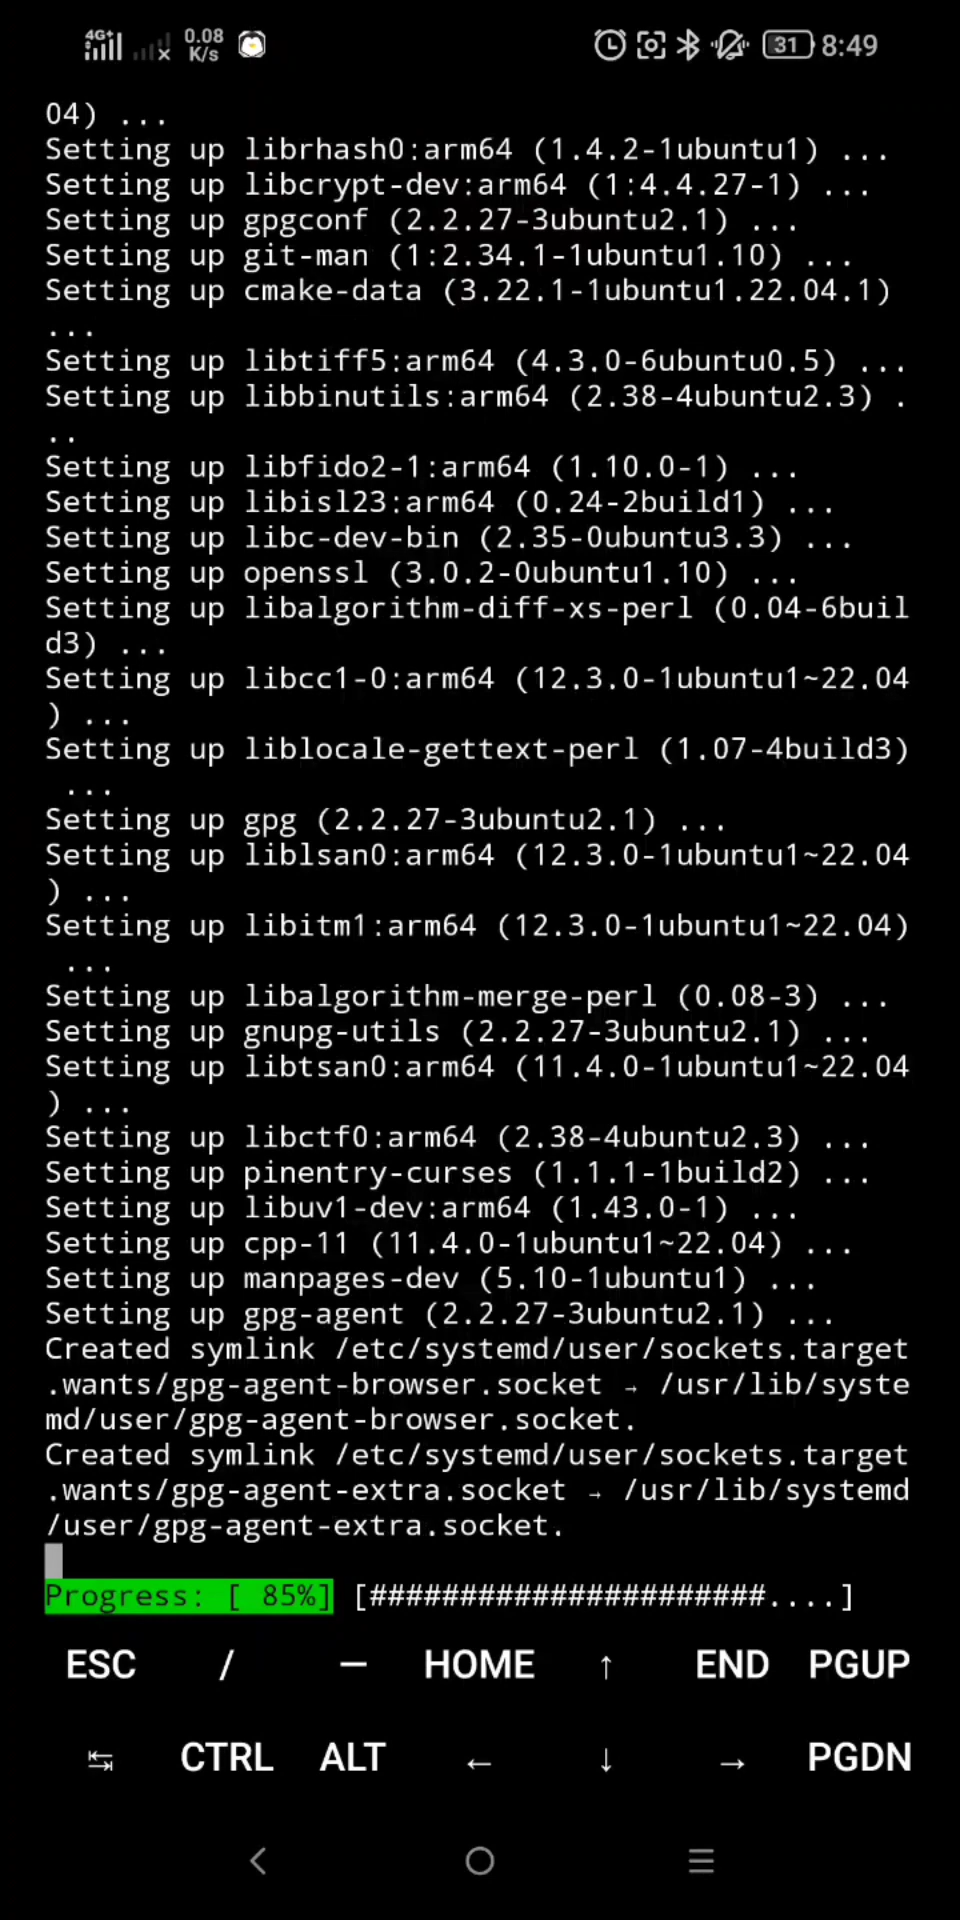 4G+ 0.08 K/s 31 8:49
04) ...
Setting up librhash0:arm64 (1.4.2-1ubuntu1) ...
Setting up libcrypt-dev:arm64 (1:4.4.27-1) ...
Setting up gpgconf (2.2.27-3ubuntu2.1) ...
Setting up git-man (1:2.34.1-1ubuntu1.10) ...
Setting up cmake-data (3.22.1-1ubuntu1.22.04.1)
...
Setting up libtiff5:arm64 (4.3.0-6ubuntu0.5) ...
Setting up libbinutils:arm64 (2.38-4ubuntu2.3) .
..
Setting up libfido2-1:arm64 (1.10.0-1) ...
Setting up libisl23:arm64 (0.24-2build1) ...
Setting up libc-dev-bin (2.35-0ubuntu3.3) ...
Setting up openssl (3.0.2-0ubuntu1.10) ...
Setting up libalgorithm-diff-xs-perl (0.04-6buil
d3) ...
Setting up libcc1-0:arm64 (12.3.0-1ubuntu1~22.04
) ...
Setting up liblocale-gettext-perl (1.07-4build3)
...
Setting up gpg (2.2.27-3ubuntu2.1) ...
Setting up liblsan0:arm64 (12.3.0-1ubuntu1~22.04
) ...
Setting up libitm1:arm64 (12.3.0-1ubuntu1~22.04)
...
Setting up libalgorithm-merge-perl (0.08-3) ...
Setting up gnupg-utils (2.2.27-3ubuntu2.1) ...
Setting up libtsan0:arm64 (11.4.0-1ubuntu1~22.04
) ...
Setting up libctf0:arm64 (2.38-4ubuntu2.3) ...
Setting up pinentry-curses (1.1.1-1build2) ...
Setting up libuv1-dev:arm64 (1.43.0-1) ...
Setting up cpp-11 (11.4.0-1ubuntu1~22.04) ...
Setting up manpages-dev (5.10-1ubuntu1) ...
Setting up gpg-agent (2.2.27-3ubuntu2.1) ...
Created symlink /etc/systemd/user/sockets.target
.wants/gpg-agent-browser.socket → /usr/lib/syste
md/user/gpg-agent-browser.socket.
Created symlink /etc/systemd/user/sockets.target
.wants/gpg-agent-extra.socket → /usr/lib/systemd
/user/gpg-agent-extra.socket.
Progress: [ 85%] [######################....]
ESC / — HOME ↑ END PGUP
↹ CTRL ALT ← ↓ → PGDN